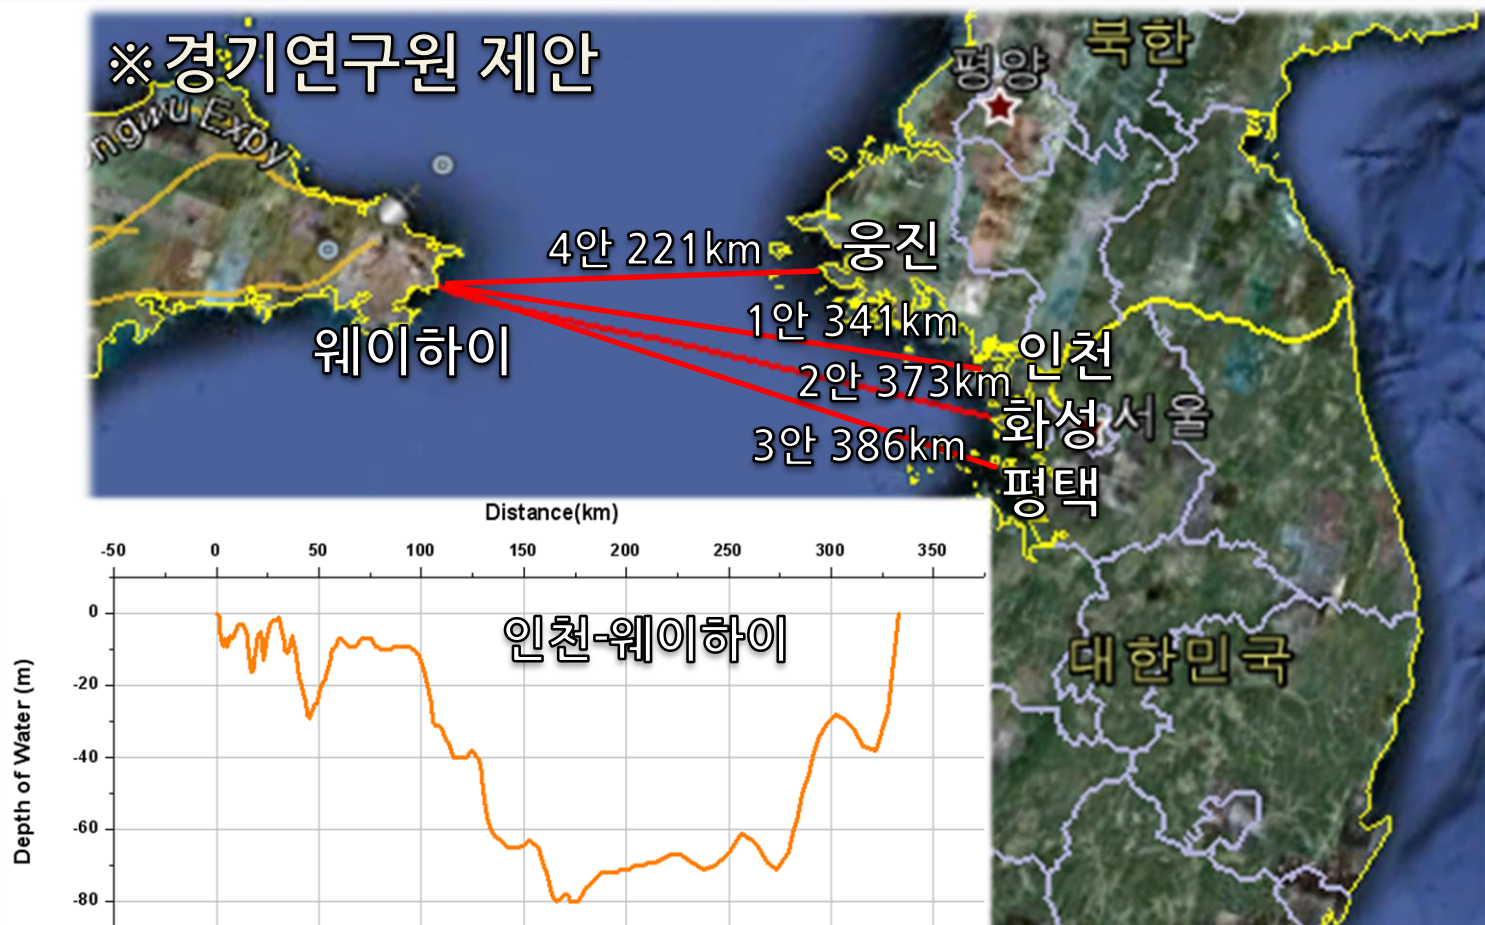 ※경기연구원 제안
ongwu Expy
평양
북한
4안 221km
웅진
1안 341km
웨이하이
인천
2안 373km
화성
서울
3안 386km
평택
대한민국
Distance(km)
-50 0 50 100 150 200 250 300 350
인천-웨이하이
Depth of Water (m)
0
-20
-40
-60
-80